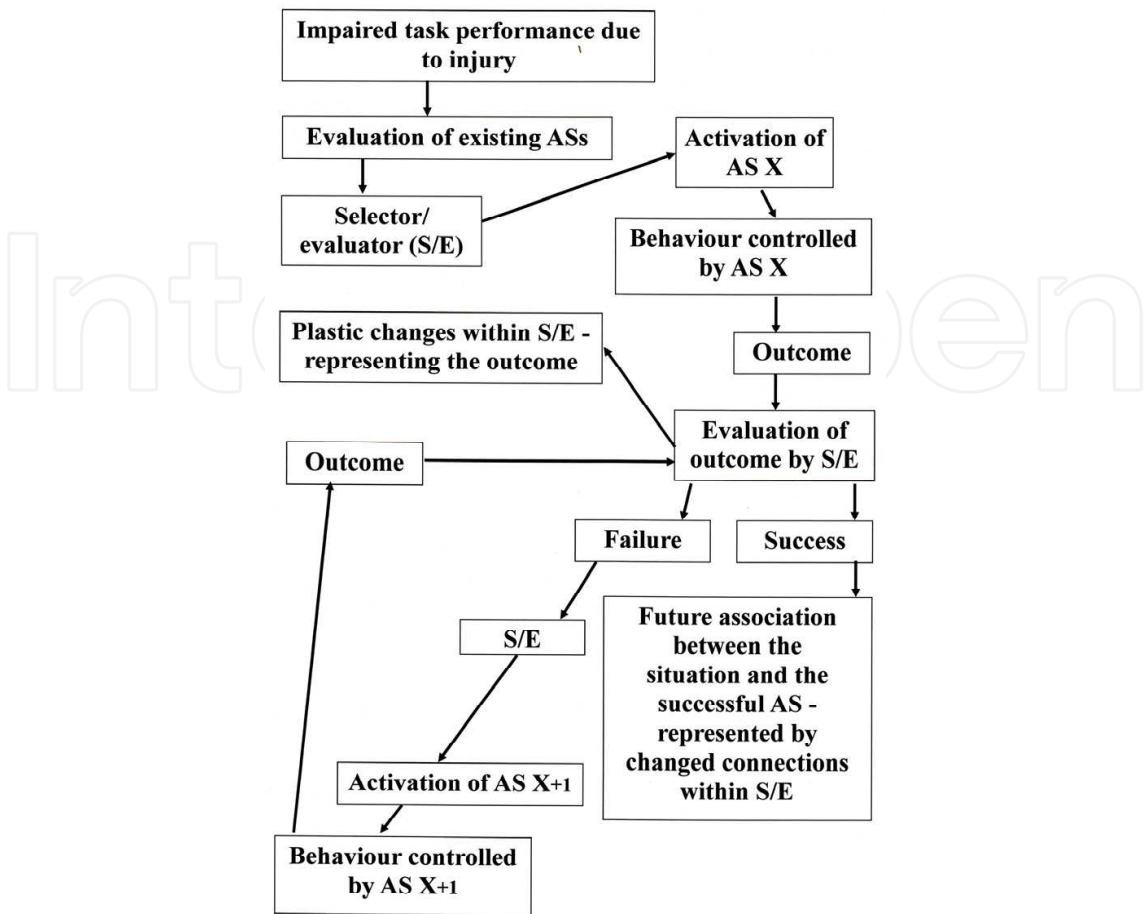 Impaired task performance due
to injury
Evaluation of existing ASs
Selector/
evaluator (S/E)
Activation of
AS X
Behaviour controlled
by AS X
Outcome
Plastic changes within S/E -
representing the outcome
Evaluation of
outcome by S/E
Outcome
Failure
Success
S/E
Future association
between the
situation and the
successful AS -
represented by
changed connections
within S/E
Activation of AS X+1
Behaviour controlled
by AS X+1